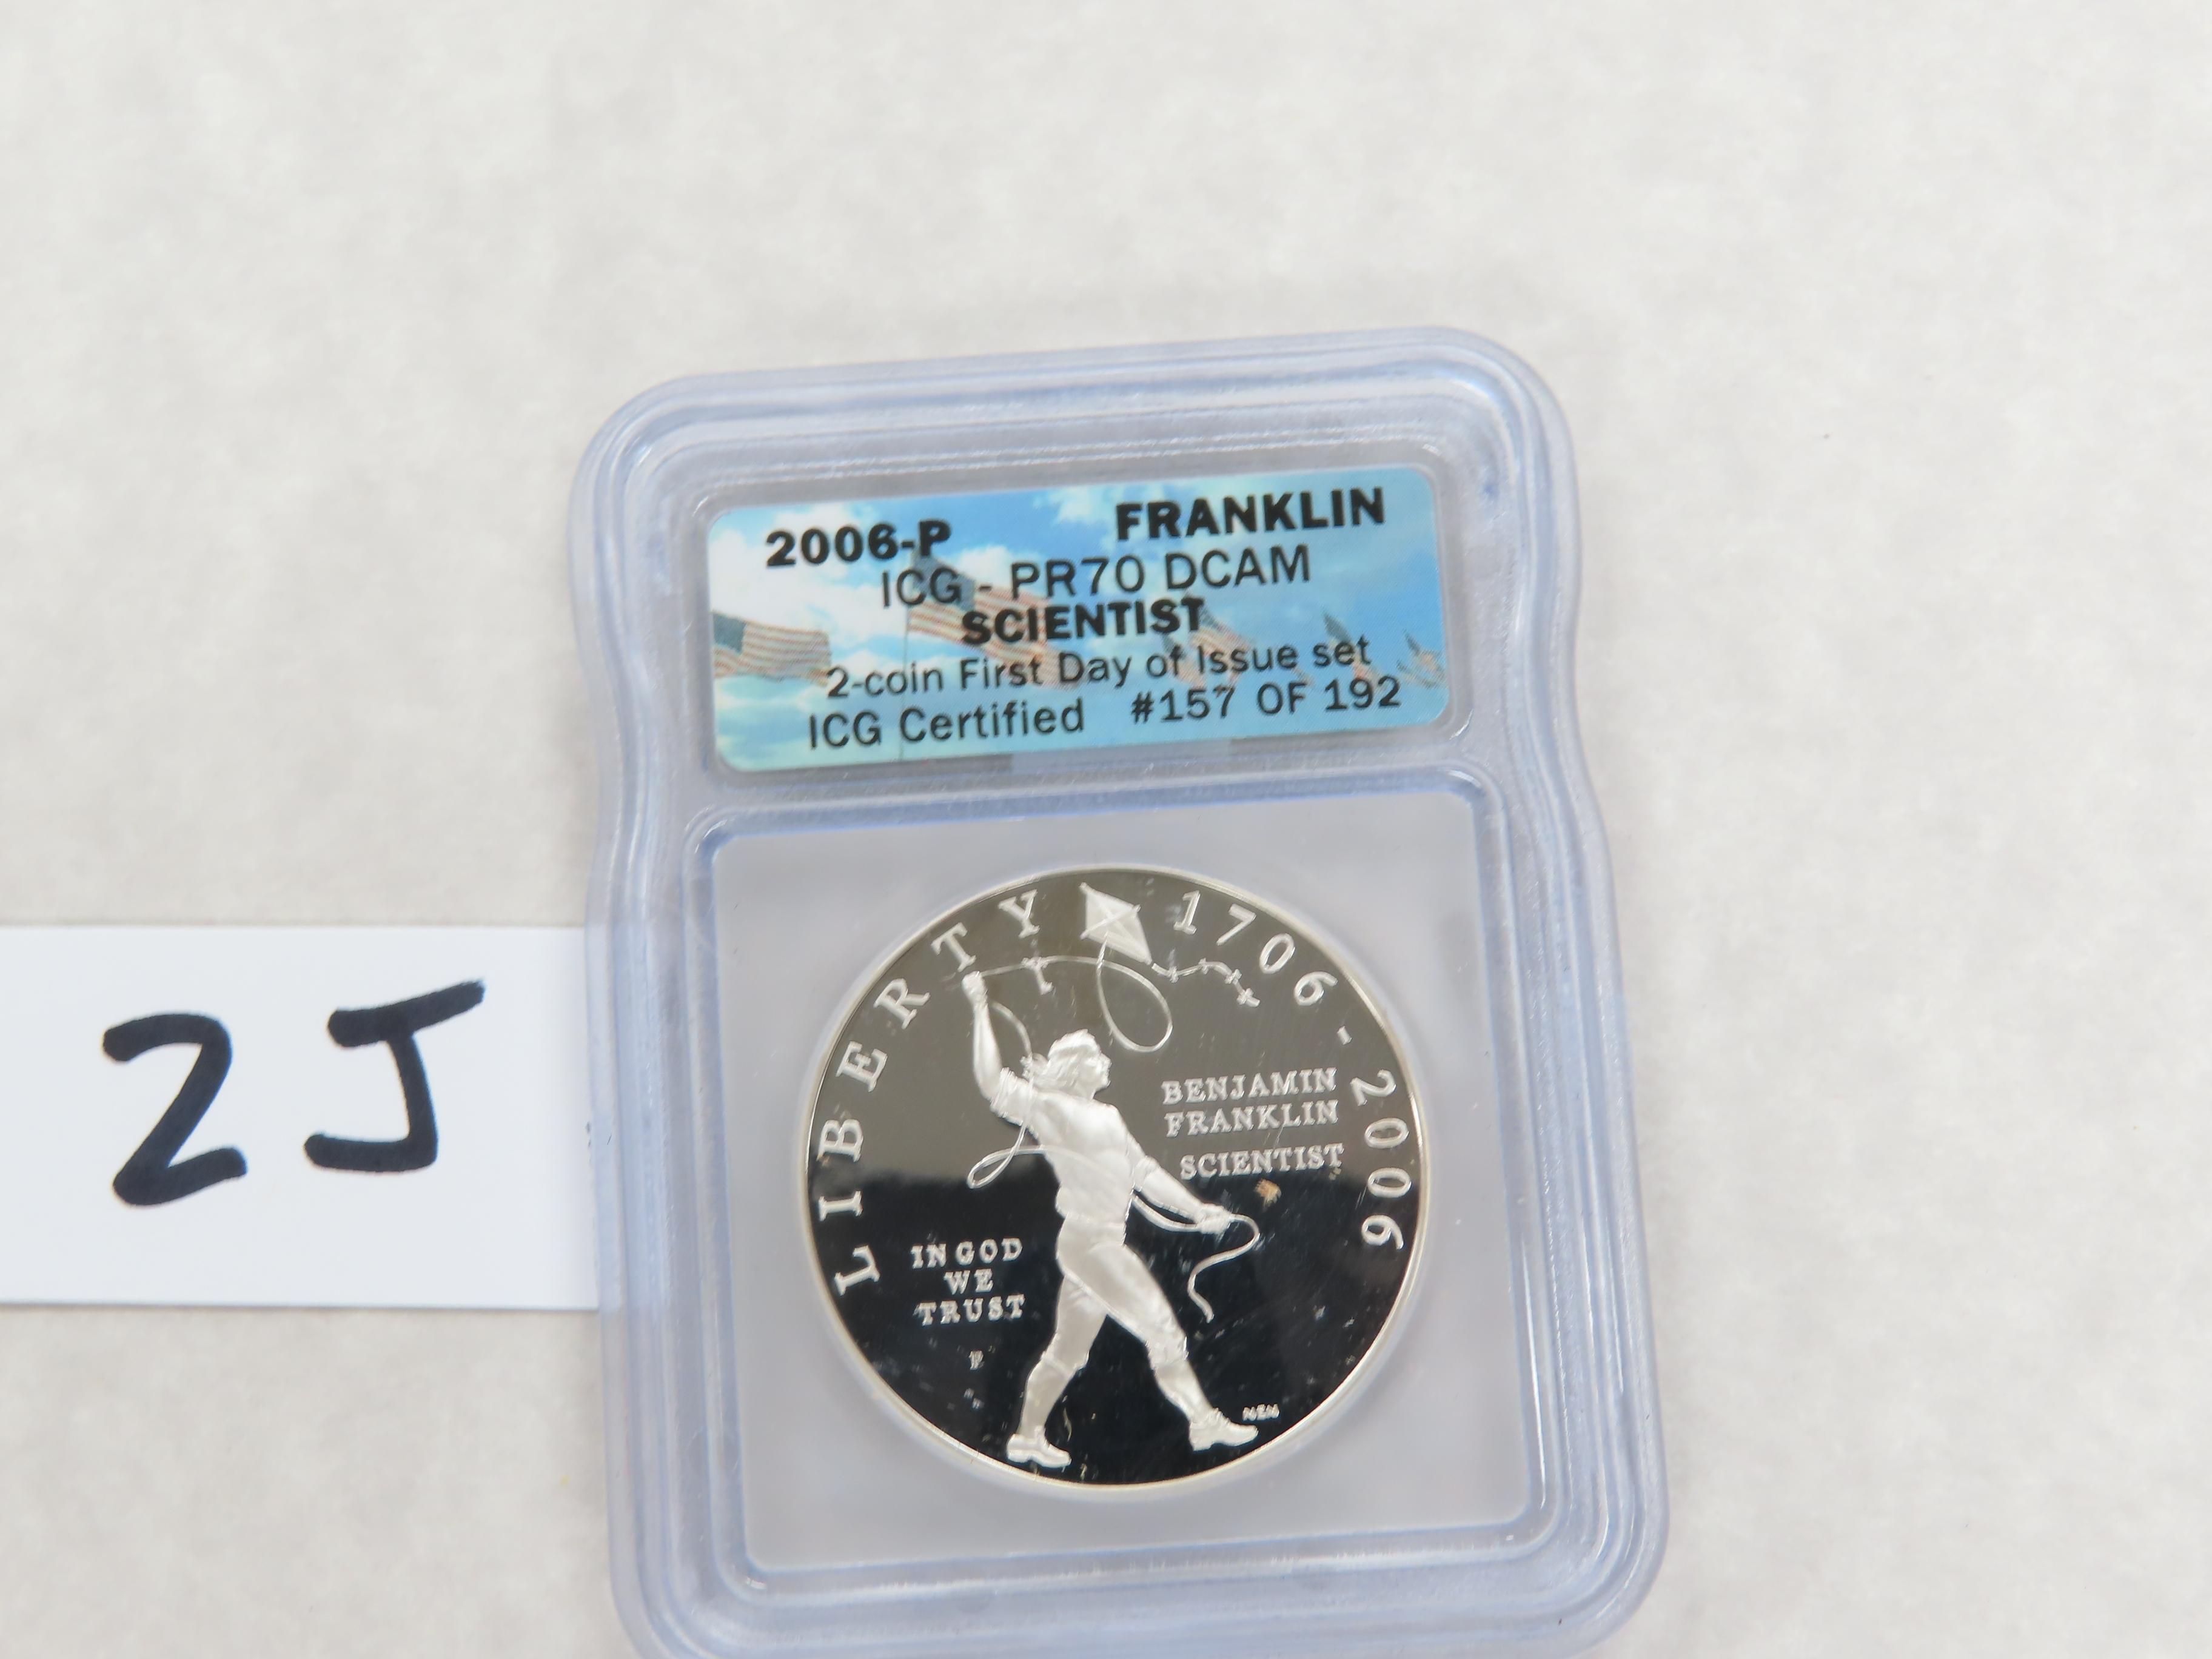 2006-P FRANKLIN
ICG - PR70 DCAM
SCIENTIST
2-coin First Day of Issue set
ICG Certified #157 OF 192
2J
LIBERTY 1706-2006
BENJAMIN
FRANKLIN
SCIENTIST
IN GOD
WE
TRUST
P
NEN